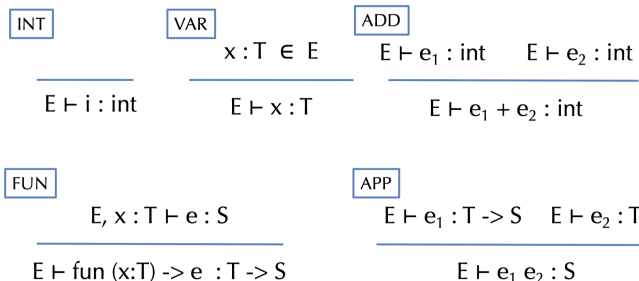 INT
VAR
ADD
x : T ∈ E
E ⊢ e₁ : int E ⊢ e₂ : int
E ⊢ i : int
E ⊢ x : T
E ⊢ e₁ + e₂ : int
FUN
APP
E, x : T ⊢ e : S
E ⊢ e₁ : T -> S E ⊢ e₂ : T
E ⊢ fun (x:T) -> e : T -> S
E ⊢ e₁ e₂ : S